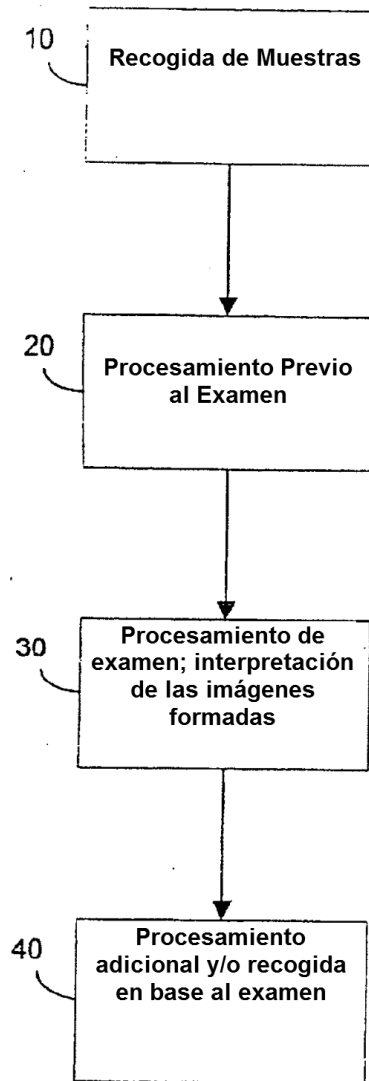 10
Recogida de Muestras
20
Procesamiento Previo
al Examen
30
Procesamiento de
examen; interpretación
de las imágenes
formadas
40
Procesamiento
adicional y/o recogida
en base al examen